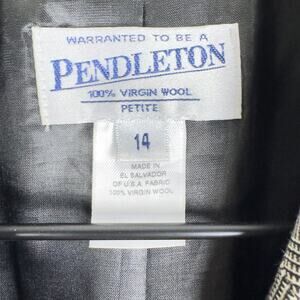 WARRANTED TO BE A
PENDLETON
100% VIRGIN WOOL
PETITE
14
MADE IN
EL SALVADOR
OF U.S.A. FABRIC
100% VIRGIN WOOL